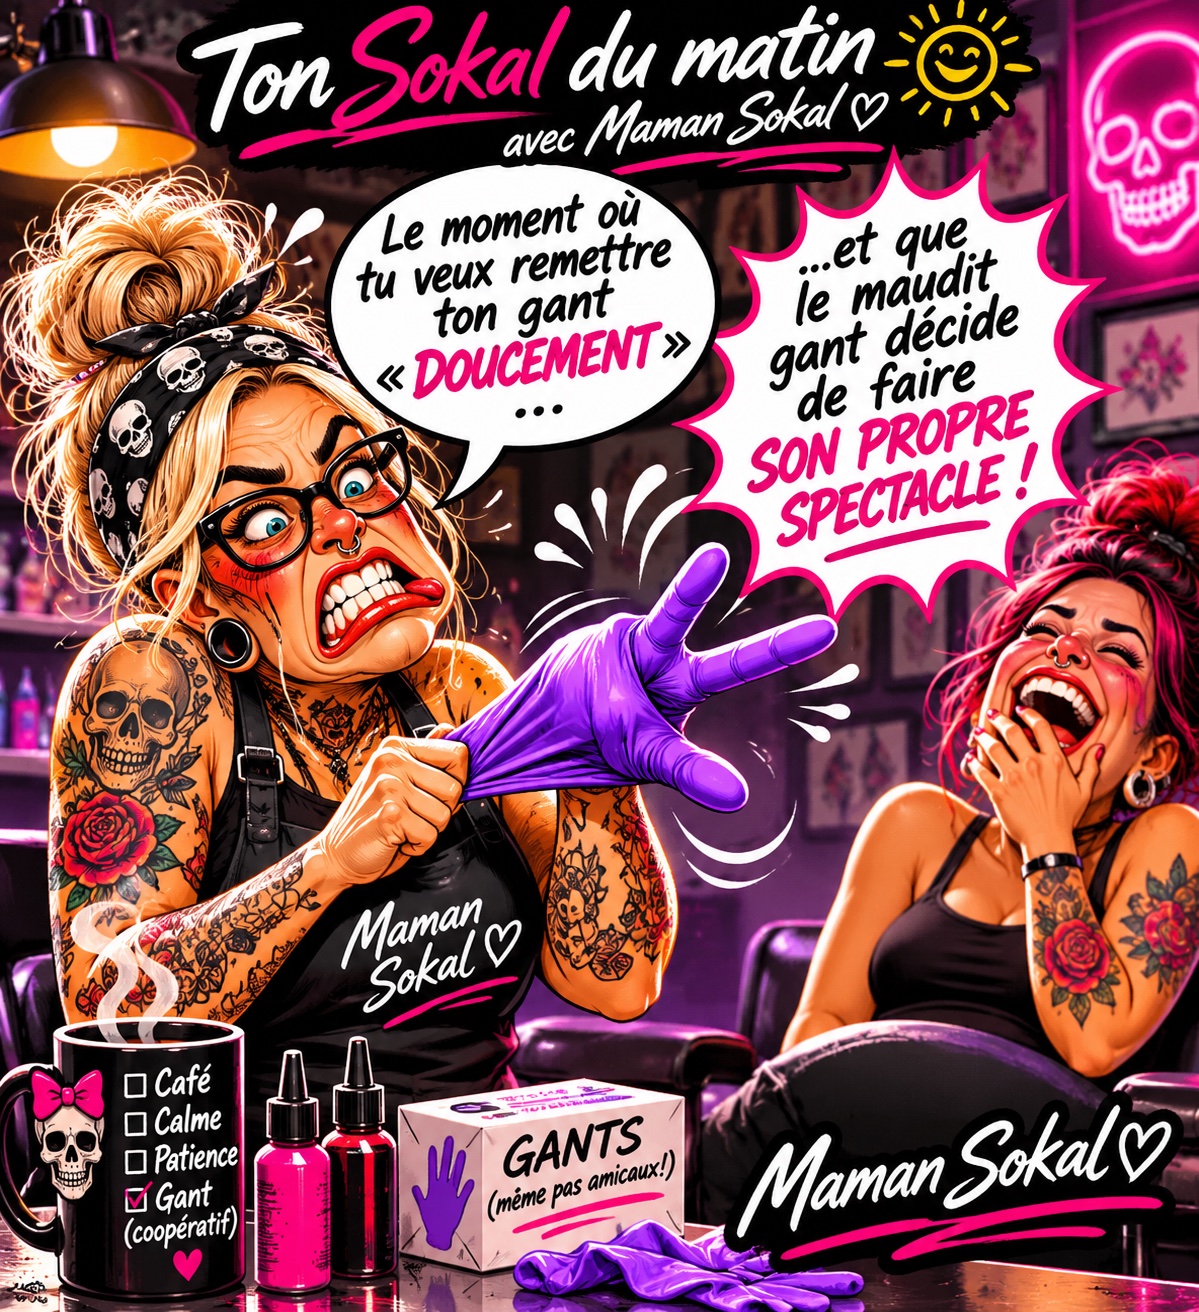 Ton Sokal du matin
avec Maman Sokal
Le moment où
tu veux remettre
ton gant
« DOUCEMENT »
...
...et que
le maudit
gant décide
de faire
SON PROPRE
SPECTACLE !
Maman
Sokal
Café
Calme
Patience
Gant
(coopératif)
GANTS
(même pas amicaux!)
Maman Sokal